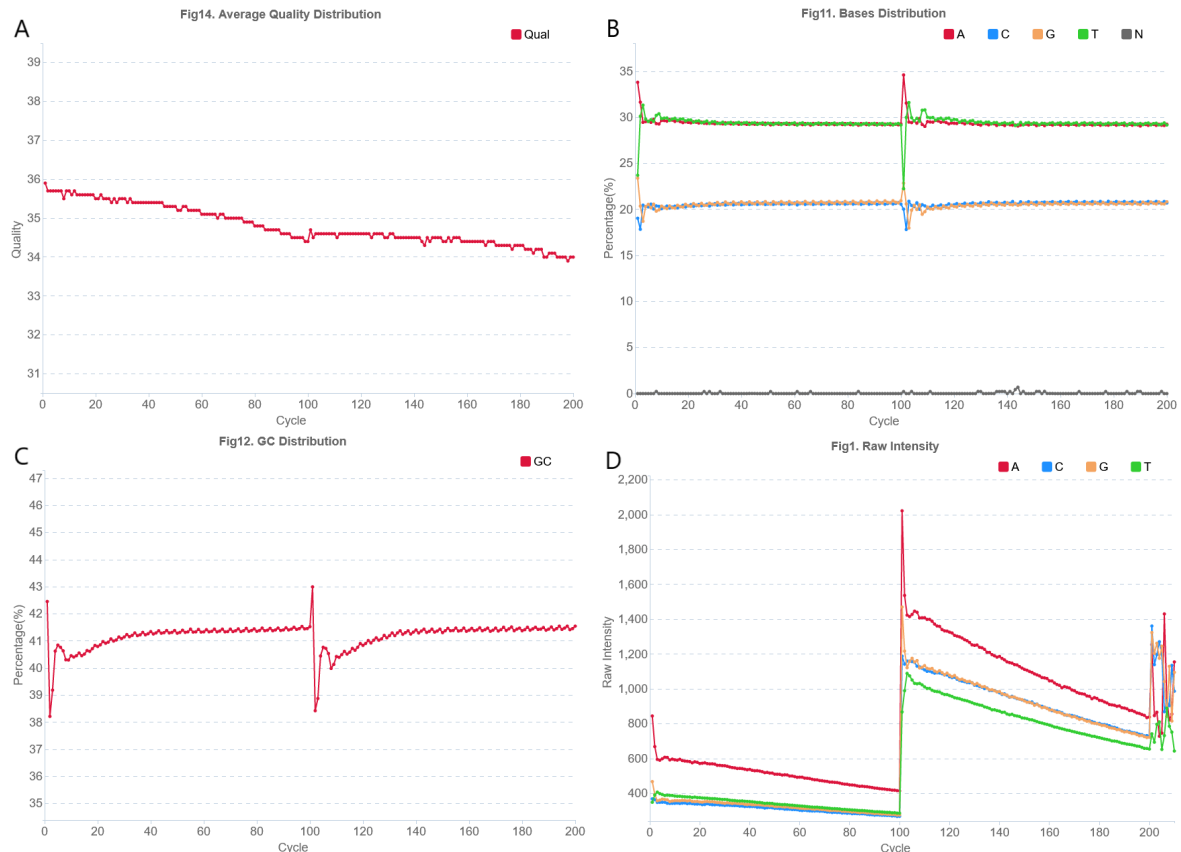 A
Fig14. Average Quality Distribution
Qual
39
38
37
36
35
34
33
32
31
Quality
0 20 40 60 80 100 120 140 160 180 200
Cycle
B
Fig11. Bases Distribution
A C G T N
35
30
25
20
15
10
5
0
Percentage(%)
0 20 40 60 80 100 120 140 160 180 200
Cycle
C
Fig12. GC Distribution
GC
47
46
45
44
43
42
41
40
39
38
37
36
35
Percentage(%)
0 20 40 60 80 100 120 140 160 180 200
Cycle
D
Fig1. Raw Intensity
A C G T
2,200
2,000
1,800
1,600
1,400
1,200
1,000
800
600
400
Raw Intensity
0 20 40 60 80 100 120 140 160 180 200
Cycle